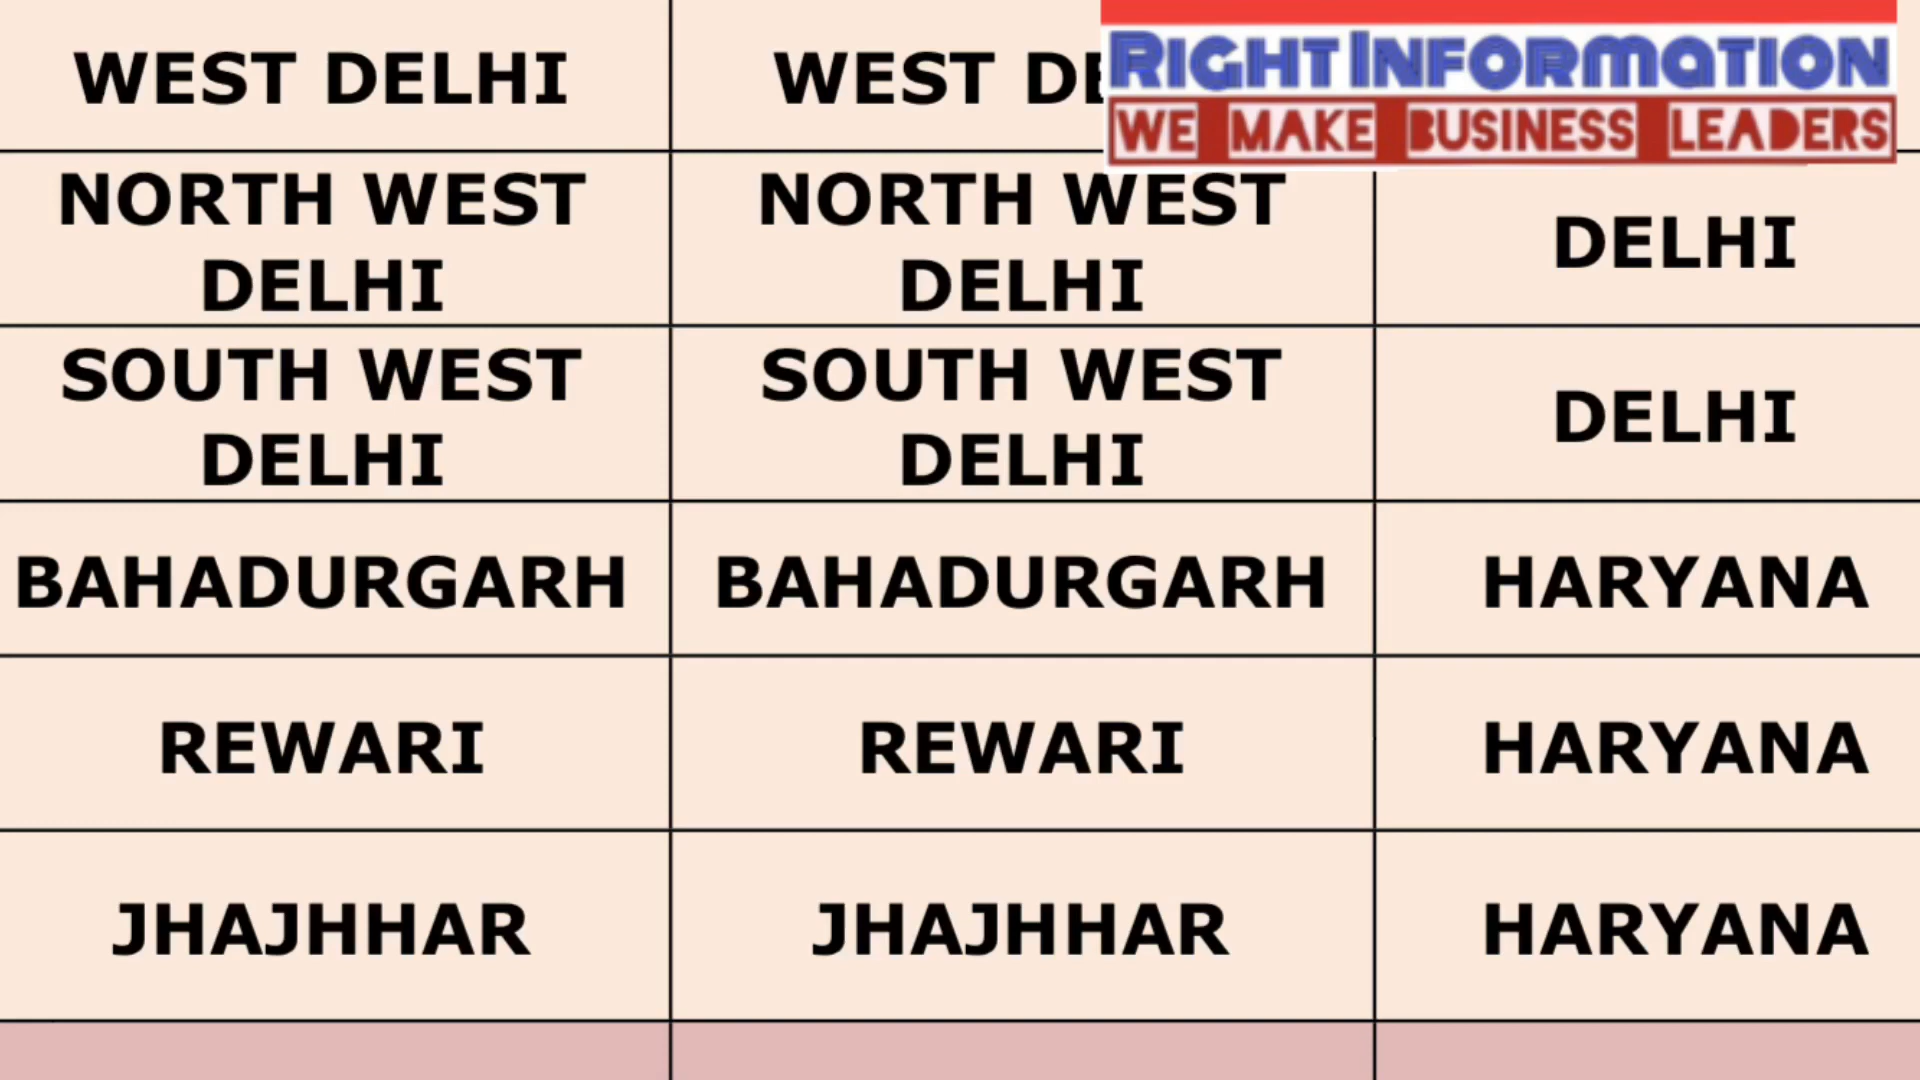 WEST DELHI WEST DE
RIGHT INFORMATION
WE MAKE BUSINESS LEADERS
NORTH WEST DELHI NORTH WEST DELHI DELHI
SOUTH WEST DELHI SOUTH WEST DELHI DELHI
BAHADURGARH BAHADURGARH HARYANA
REWARI REWARI HARYANA
JHAJHHAR JHAJHHAR HARYANA